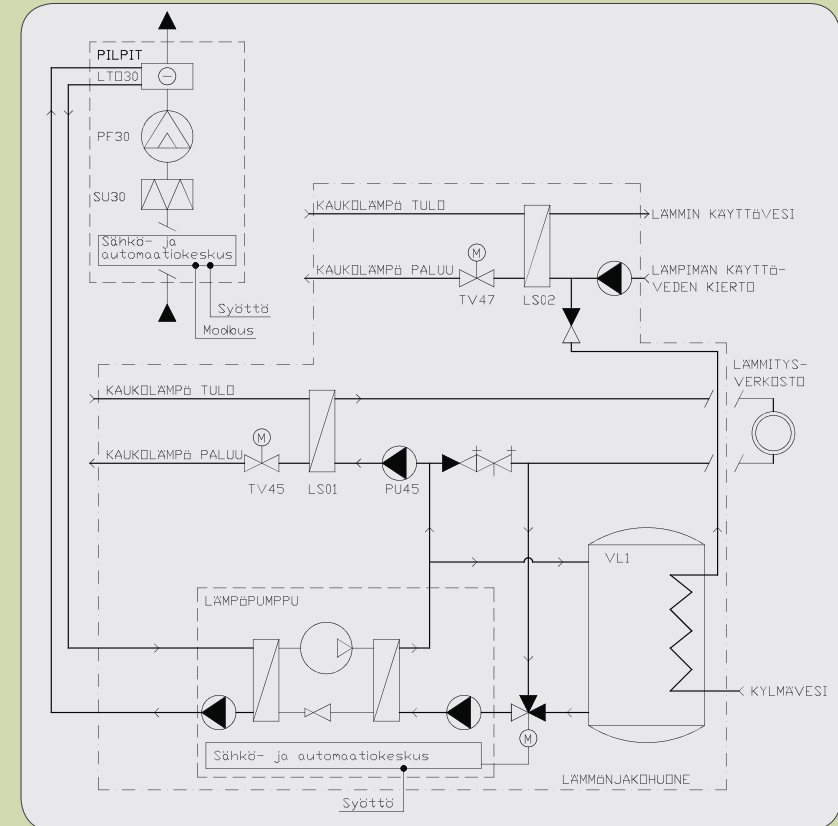 PILPIT
LTO30
PF30
SU30
Sähkö- ja
automaatiokeskus
Syöttö
Modbus
KAUKOLÄMPÖ TULO
LÄMMIN KÄYTTÖVESI
KAUKOLÄMPÖ PALUU
M
TV47
LS02
LÄMPIMÄN KÄYTTÖ-
VEDEN KIERTO
LÄMMITYS-
VERKOSTO
KAUKOLÄMPÖ TULO
KAUKOLÄMPÖ PALUU
M
TV45
LS01
PU45
VL1
LÄMPÖPUMPPU
KYLMÄVESI
M
Sähkö- ja automaatiokeskus
LÄMMÖNJAKOHUONE
Syöttö